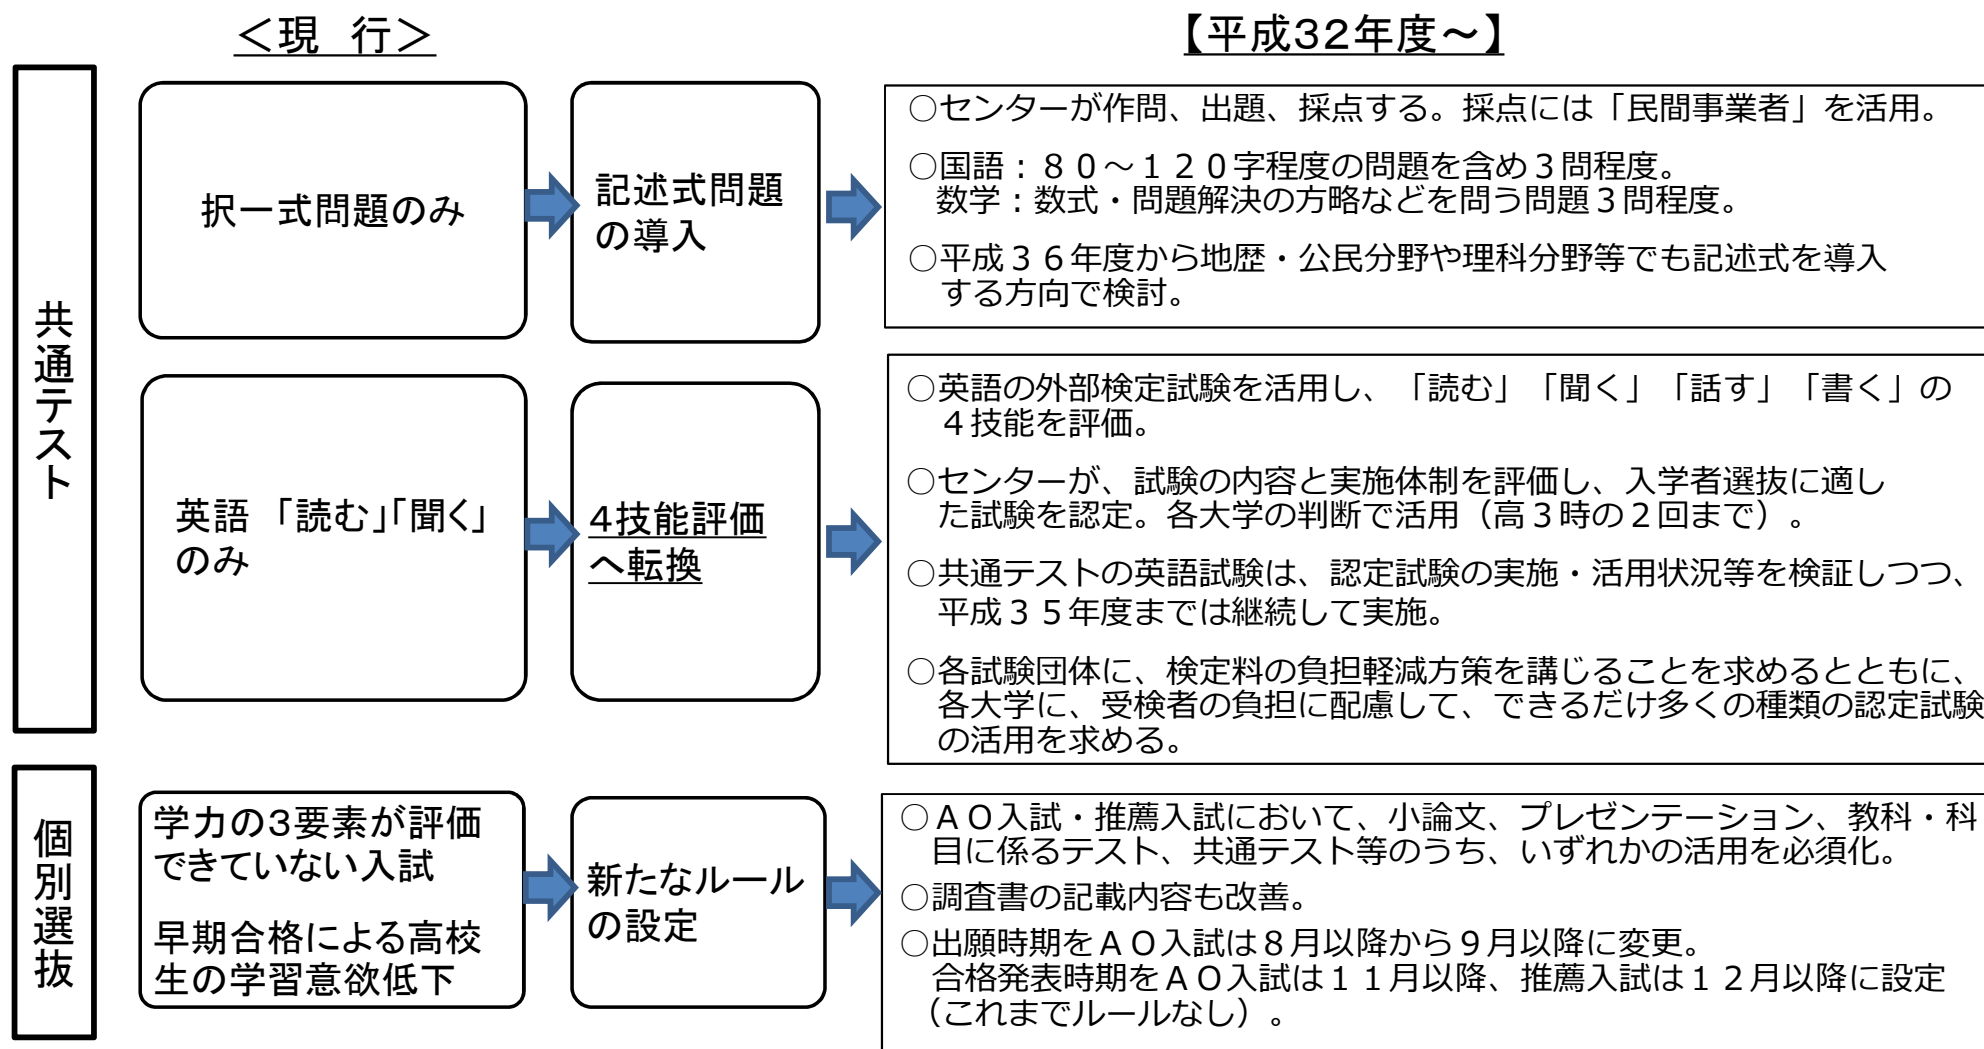 ＜現　行＞
【平成32年度～】
共通テスト
択一式問題のみ
記述式問題
の導入
○センターが作問、出題、採点する。採点には「民間事業者」を活用。
○国語：８０～１２０字程度の問題を含め３問程度。
数学：数式・問題解決の方略などを問う問題３問程度。
○平成３６年度から地歴・公民分野や理科分野等でも記述式を導入
する方向で検討。
英語 「読む」「聞く」
のみ
4技能評価
へ転換
○英語の外部検定試験を活用し、「読む」「聞く」「話す」「書く」の
４技能を評価。
○センターが、試験の内容と実施体制を評価し、入学者選抜に適し
た試験を認定。各大学の判断で活用（高３時の２回まで）。
○共通テストの英語試験は、認定試験の実施・活用状況等を検証しつつ、
平成３５年度までは継続して実施。
○各試験団体に、検定料の負担軽減方策を講じることを求めるとともに、
各大学に、受検者の負担に配慮して、できるだけ多くの種類の認定試験
の活用を求める。
個別選抜
学力の3要素が評価
できていない入試
早期合格による高校
生の学習意欲低下
新たなルール
の設定
○ＡＯ入試・推薦入試において、小論文、プレゼンテーション、教科・科
目に係るテスト、共通テスト等のうち、いずれかの活用を必須化。
○調査書の記載内容も改善。
○出願時期をＡＯ入試は８月以降から９月以降に変更。
合格発表時期をＡＯ入試は１１月以降、推薦入試は１２月以降に設定
（これまでルールなし）。